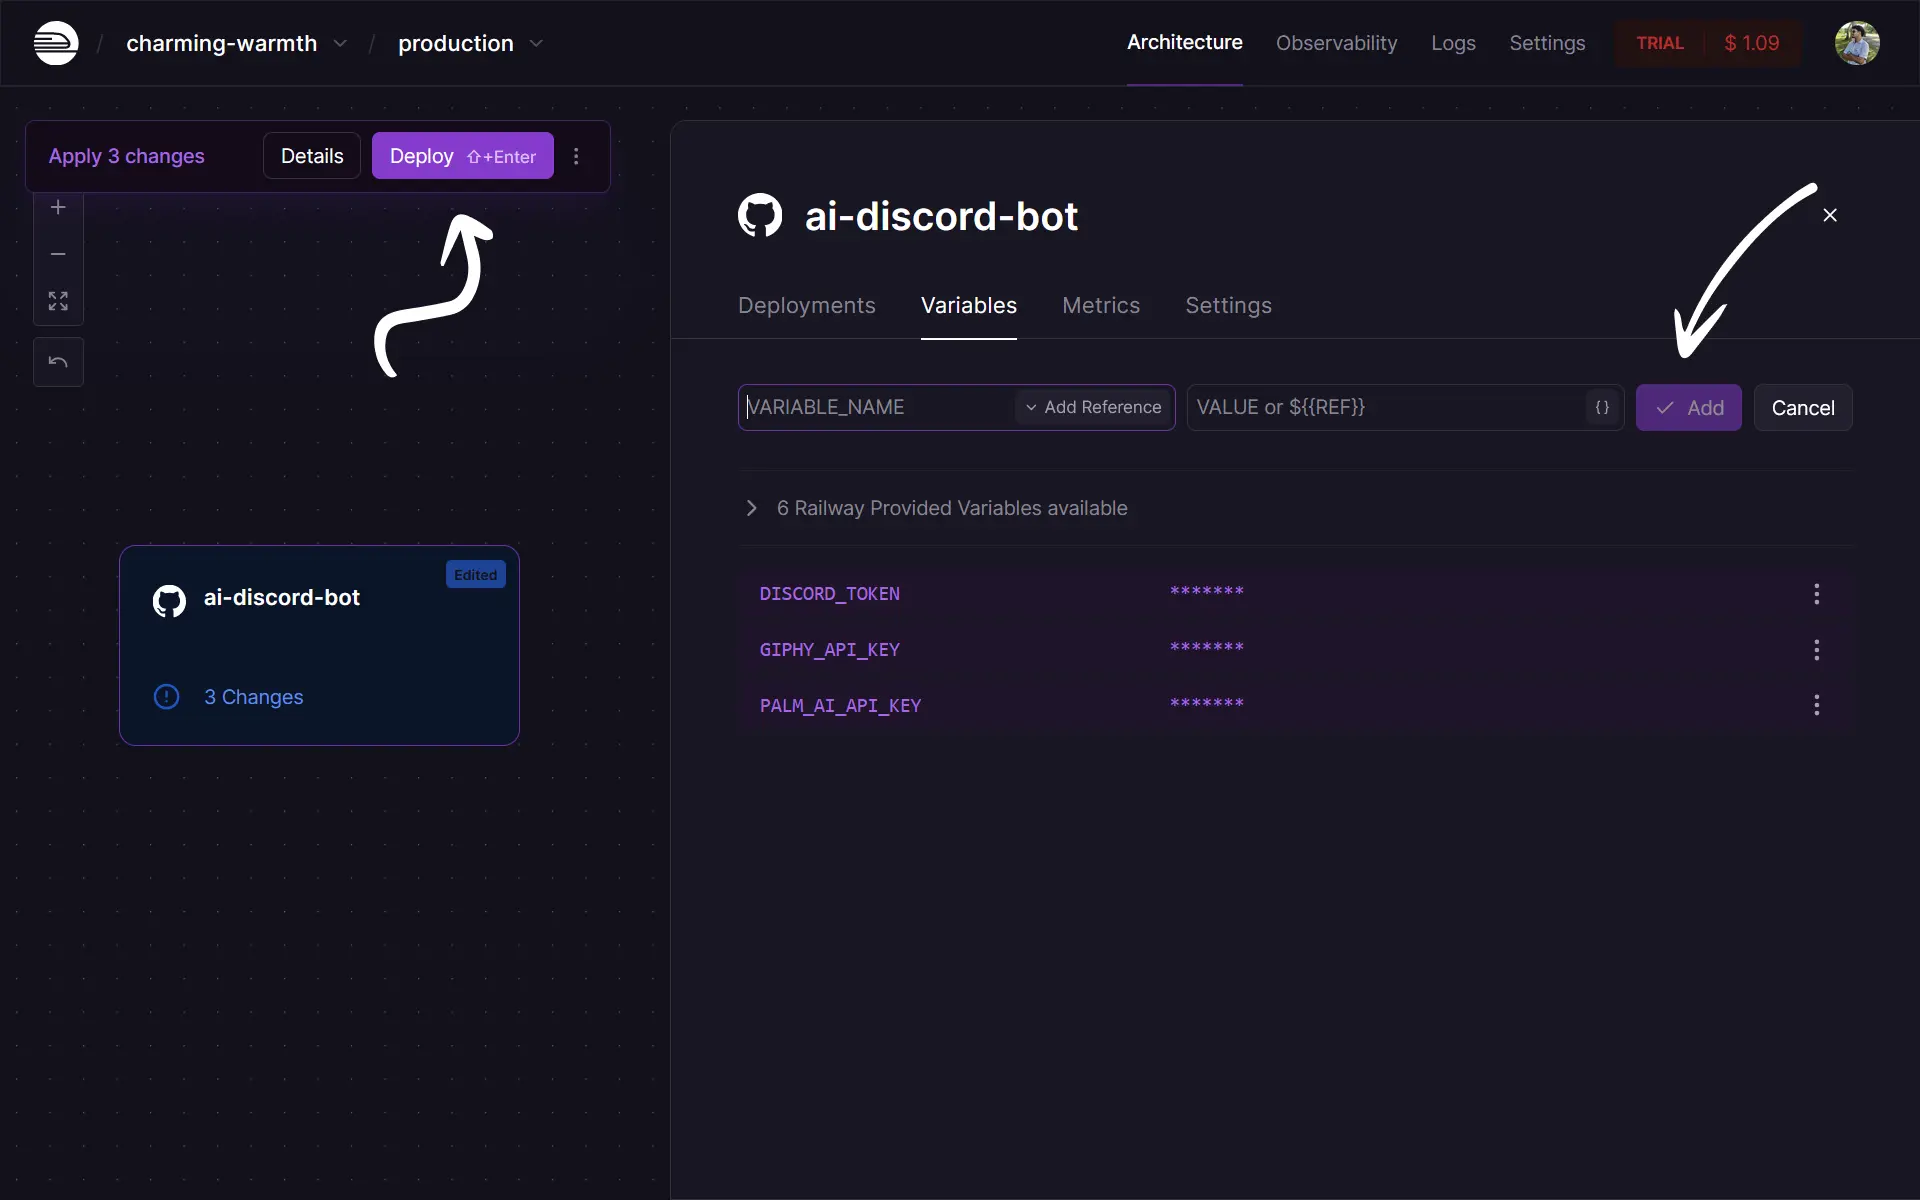 / charming-warmth / production
Architecture Observability Logs Settings TRIAL $ 1.09
Apply 3 changes Details Deploy ⇧+Enter
ai-discord-bot
Deployments Variables Metrics Settings
VARIABLE_NAME Add Reference VALUE or ${{REF}} {} Add Cancel
6 Railway Provided Variables available
DISCORD_TOKEN *******
GIPHY_API_KEY *******
PALM_AI_API_KEY *******
Edited
ai-discord-bot
3 Changes